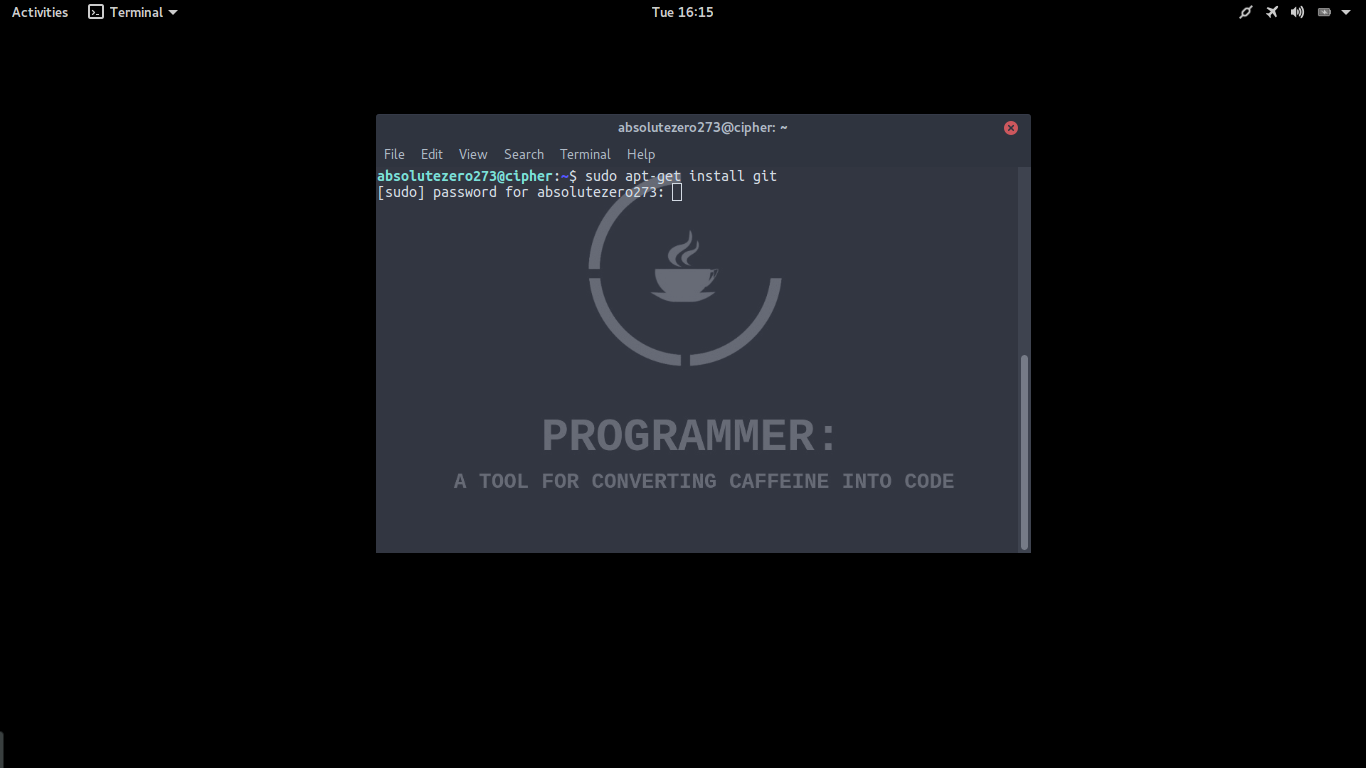 Activities Terminal Tue 16:15
absolutezero273@cipher: ~
File Edit View Search Terminal Help
absolutezero273@cipher:~$ sudo apt-get install git
[sudo] password for absolutezero273:
PROGRAMMER:
A TOOL FOR CONVERTING CAFFEINE INTO CODE